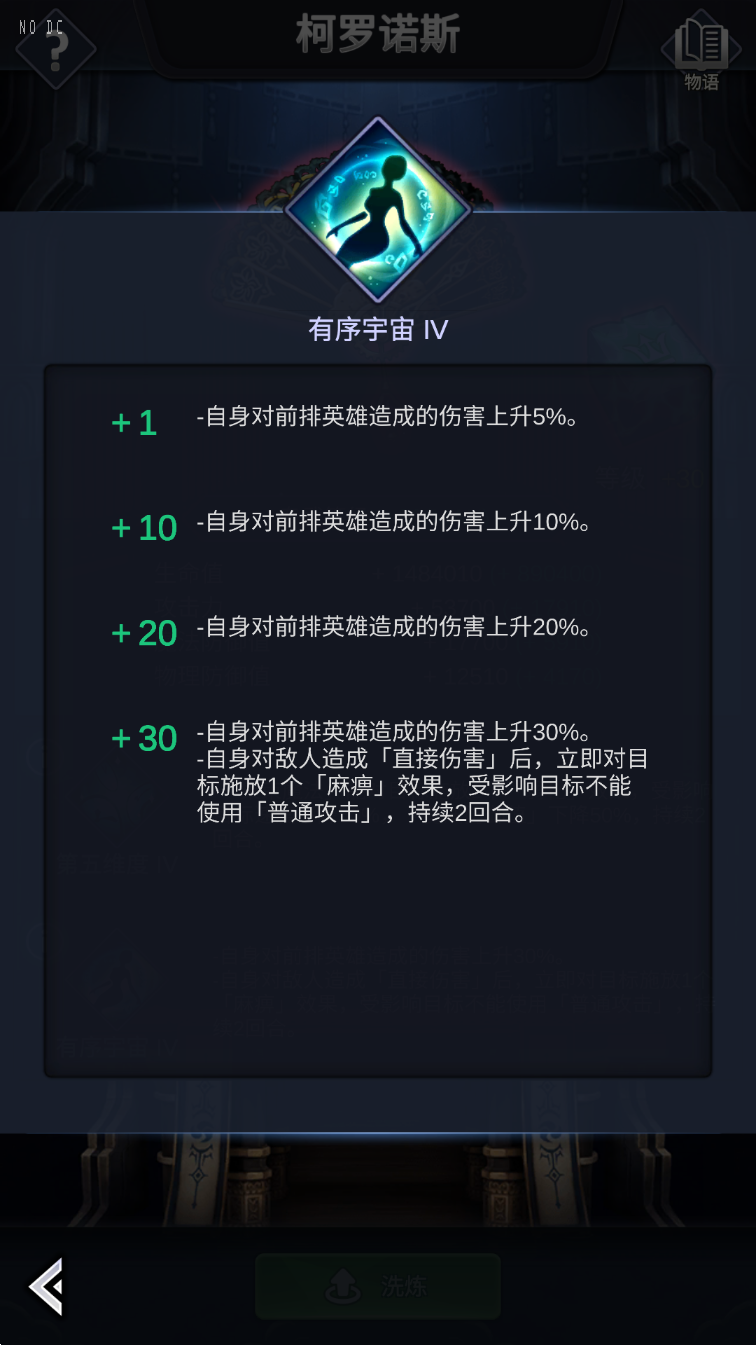 NO DC
柯罗诺斯
物语
有序宇宙 IV
+1 -自身对前排英雄造成的伤害上升5%。
+10 -自身对前排英雄造成的伤害上升10%。
+20 -自身对前排英雄造成的伤害上升20%。
+30 -自身对前排英雄造成的伤害上升30%。
-自身对敌人造成「直接伤害」后，立即对目
标施放1个「麻痹」效果，受影响目标不能
使用「普通攻击」，持续2回合。
洗炼